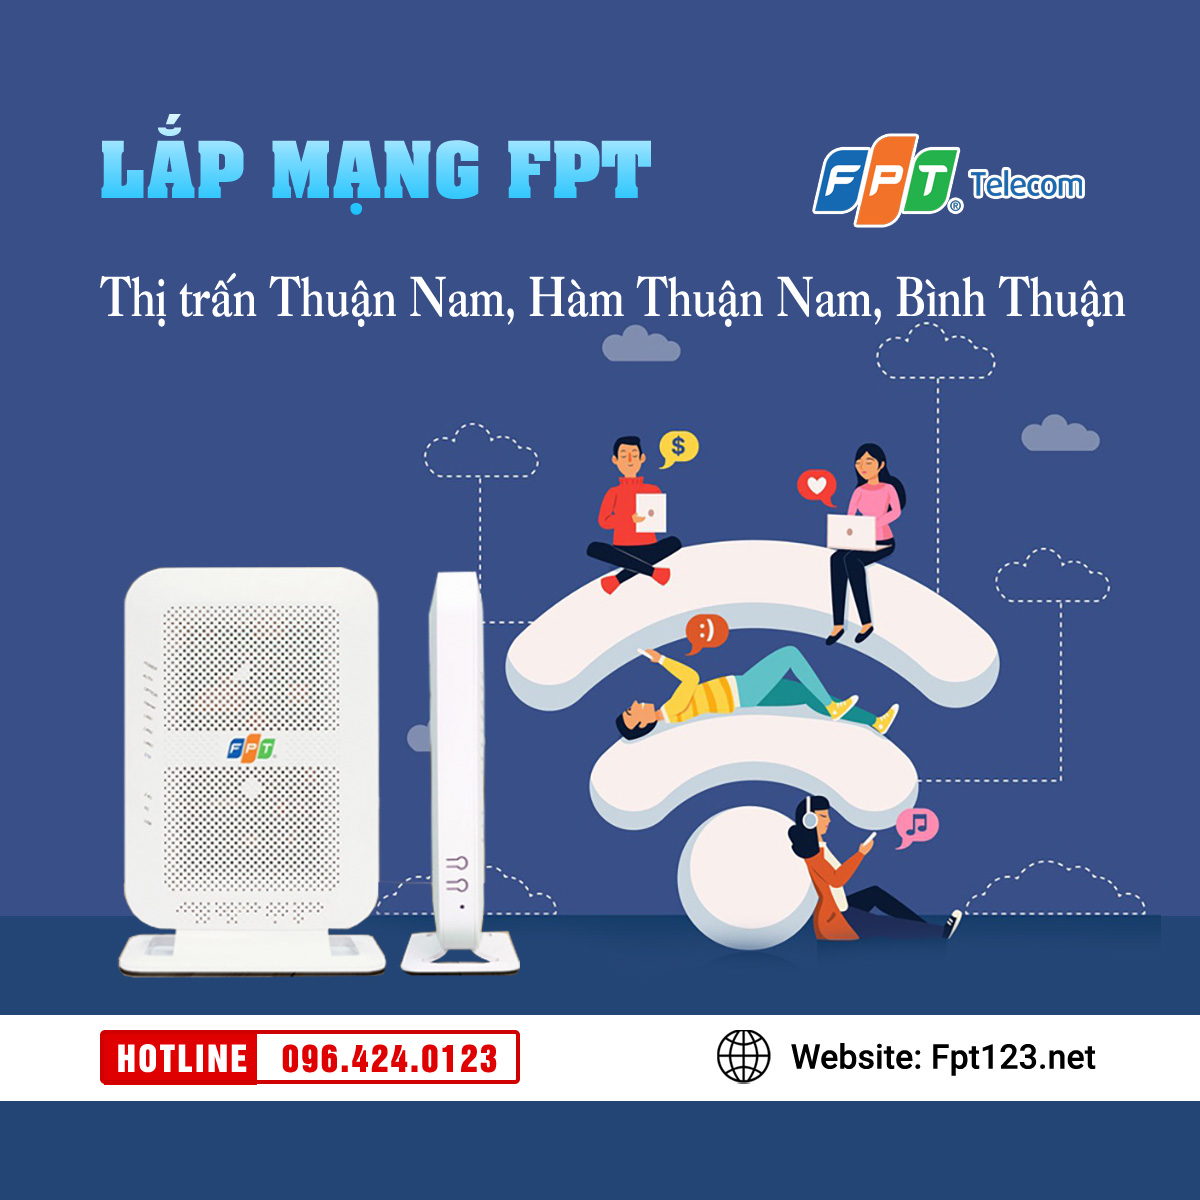 LẮP MẠNG FPT
FPT® Telecom
Thị trấn Thuận Nam, Hàm Thuận Nam, Bình Thuận
$
FPT
HOTLINE 096.424.0123
Website: Fpt123.net